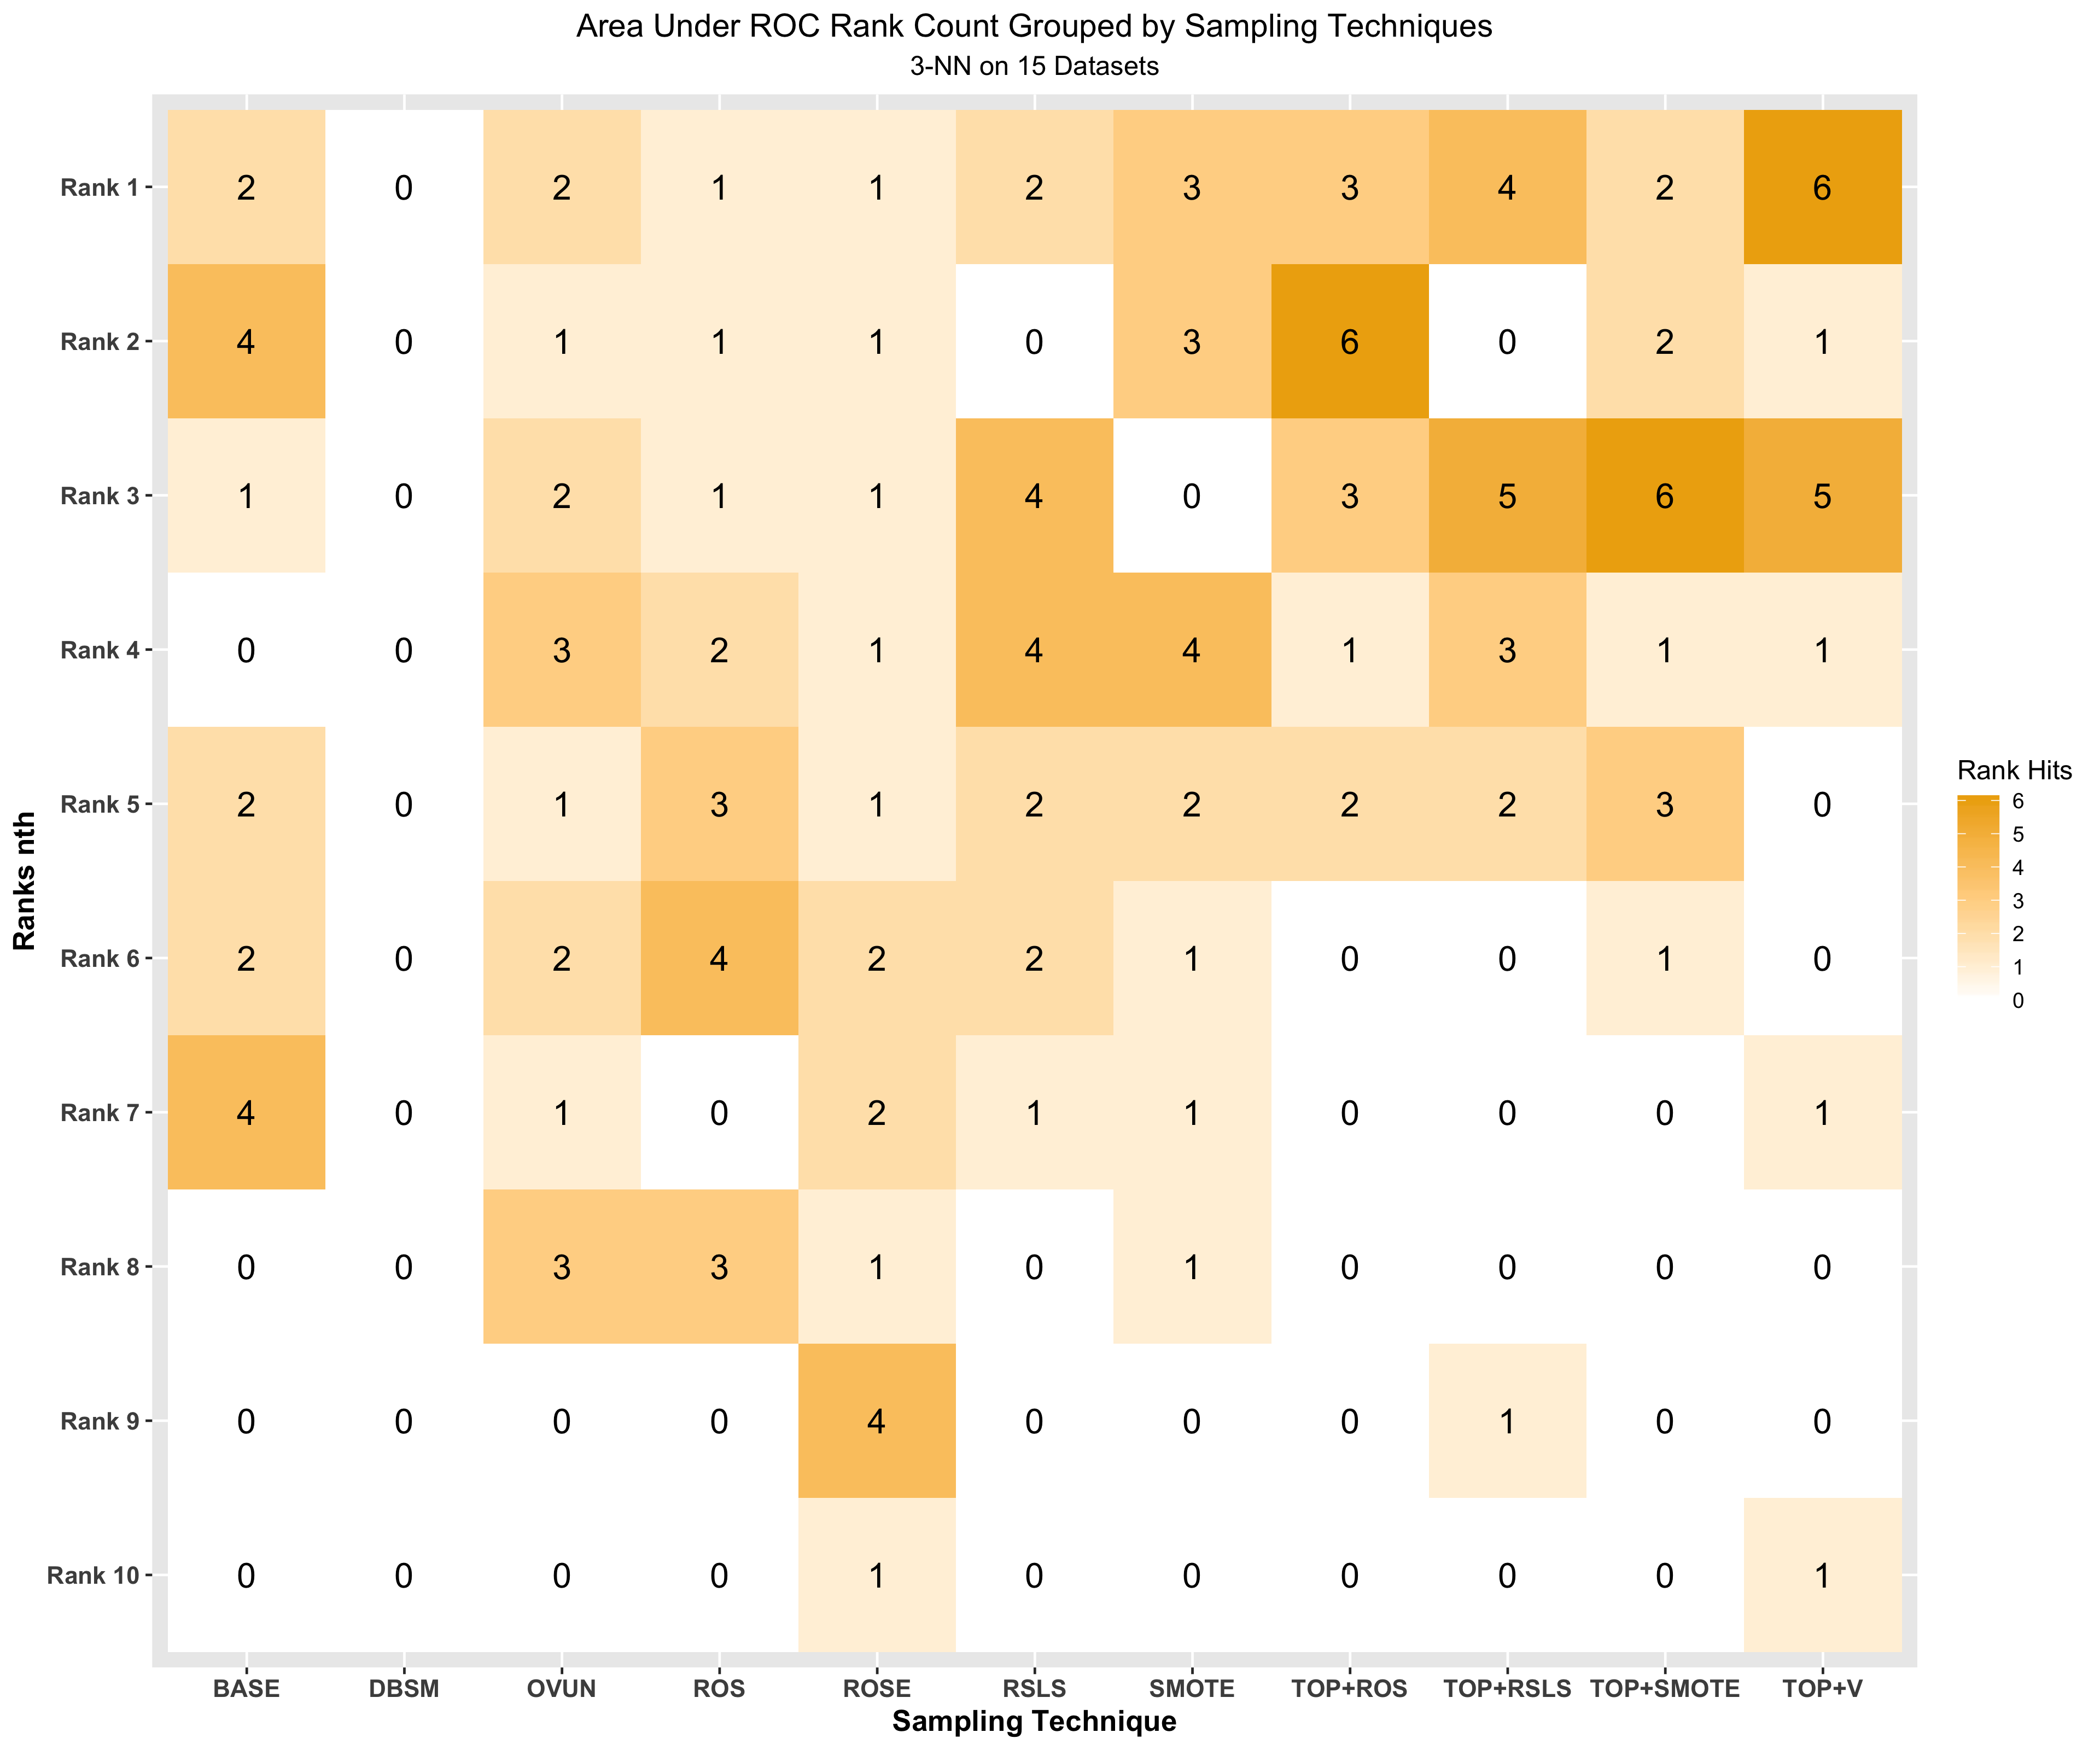 Area Under ROC Rank Count Grouped by Sampling Techniques
3-NN on 15 Datasets
Rank 1 2 0 2 1 1 2 3 3 4 2 6
Rank 2 4 0 1 1 1 0 3 6 0 2 1
Rank 3 1 0 2 1 1 4 0 3 5 6 5
Rank 4 0 0 3 2 1 4 4 1 3 1 1
Rank 5 2 0 1 3 1 2 2 2 2 3 0
Rank 6 2 0 2 4 2 2 1 0 0 1 0
Rank 7 4 0 1 0 2 1 1 0 0 0 1
Rank 8 0 0 3 3 1 0 1 0 0 0 0
Rank 9 0 0 0 0 4 0 0 0 1 0 0
Rank 10 0 0 0 0 1 0 0 0 0 0 1
BASE DBSM OVUN ROS ROSE RSLS SMOTE TOP+ROS TOP+RSLS TOP+SMOTE TOP+V
Sampling Technique
Ranks nth
Rank Hits
6
5
4
3
2
1
0